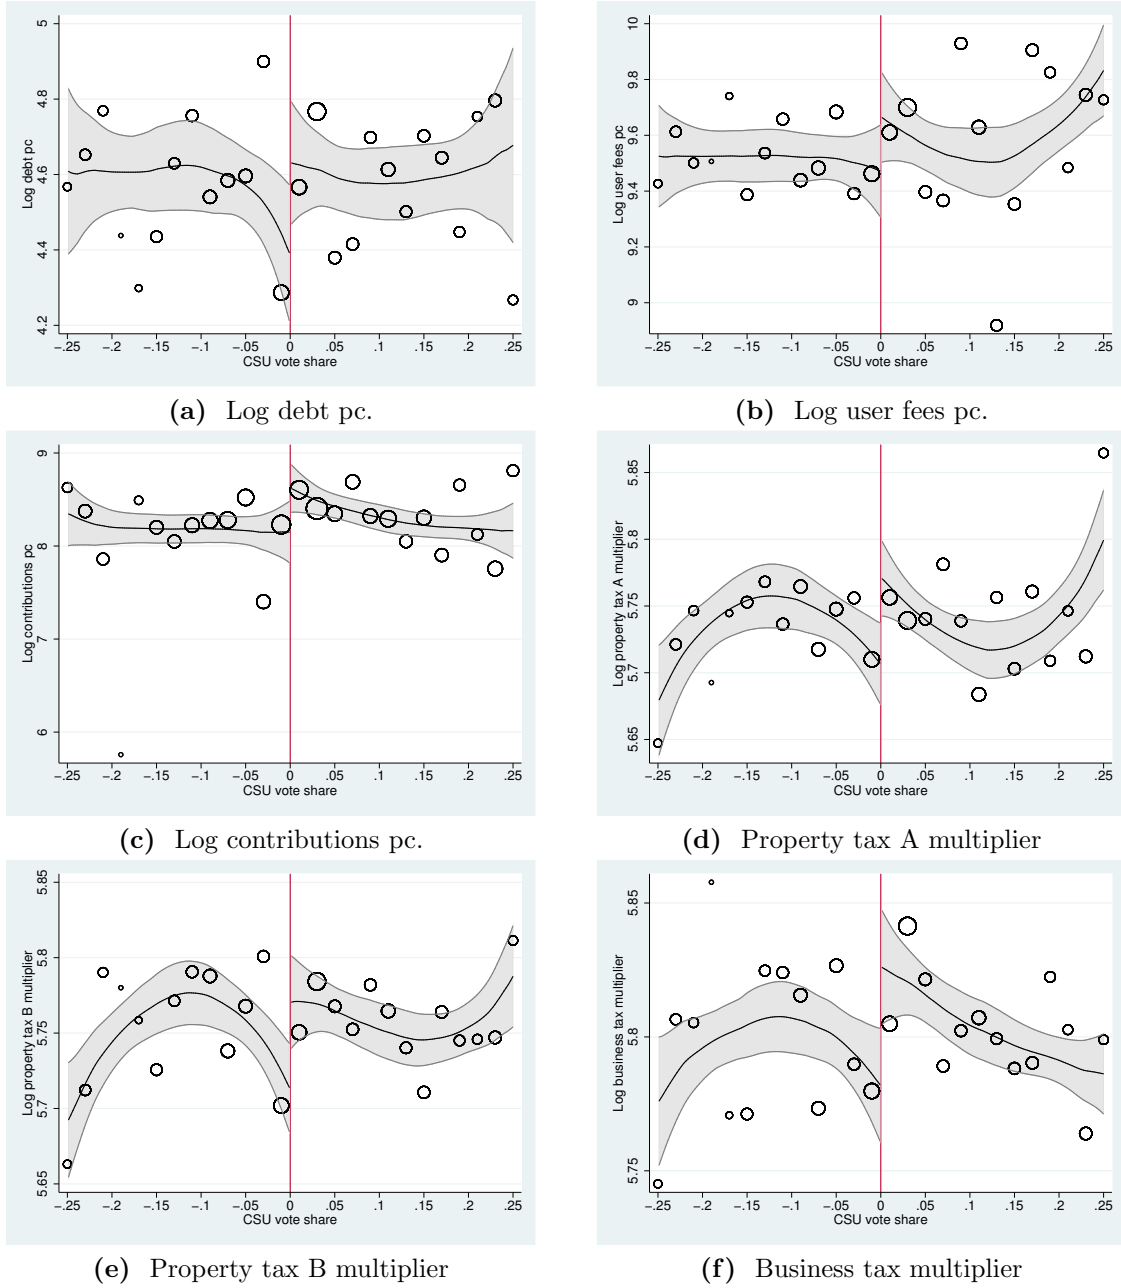 Log debt pc
5
4.8
4.6
4.4
4.2
-.25 -.2 -.15 -.1 -.05 0 .05 .1 .15 .2 .25
CSU vote share
(a) Log debt pc.
Log user fees pc
10
9.8
9.6
9.4
9.2
9
-.25 -.2 -.15 -.1 -.05 0 .05 .1 .15 .2 .25
CSU vote share
(b) Log user fees pc.
Log contributions pc
9
8
7
6
-.25 -.2 -.15 -.1 -.05 0 .05 .1 .15 .2 .25
CSU vote share
(c) Log contributions pc.
Log property tax A multiplier
5.85
5.8
5.75
5.7
5.65
-.25 -.2 -.15 -.1 -.05 0 .05 .1 .15 .2 .25
CSU vote share
(d) Property tax A multiplier
Log property tax B multiplier
5.85
5.8
5.75
5.7
5.65
-.25 -.2 -.15 -.1 -.05 0 .05 .1 .15 .2 .25
CSU vote share
(e) Property tax B multiplier
Log business tax multiplier
5.85
5.8
5.75
-.25 -.2 -.15 -.1 -.05 0 .05 .1 .15 .2 .25
CSU vote share
(f) Business tax multiplier